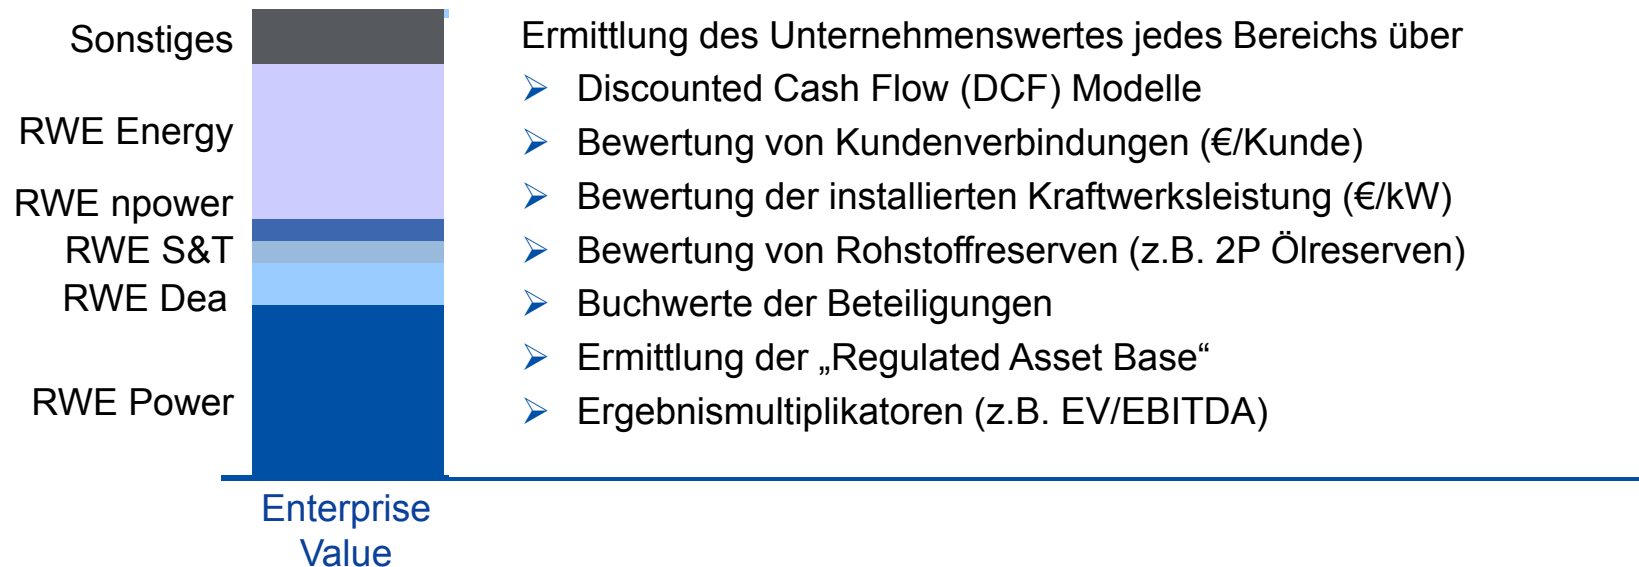 Sonstiges
RWE Energy
RWE npower
RWE S&T
RWE Dea
RWE Power
Enterprise
Value
Ermittlung des Unternehmenswertes jedes Bereichs über
➢ Discounted Cash Flow (DCF) Modelle
➢ Bewertung von Kundenverbindungen (€/Kunde)
➢ Bewertung der installierten Kraftwerksleistung (€/kW)
➢ Bewertung von Rohstoffreserven (z.B. 2P Ölreserven)
➢ Buchwerte der Beteiligungen
➢ Ermittlung der „Regulated Asset Base“
➢ Ergebnismultiplikatoren (z.B. EV/EBITDA)